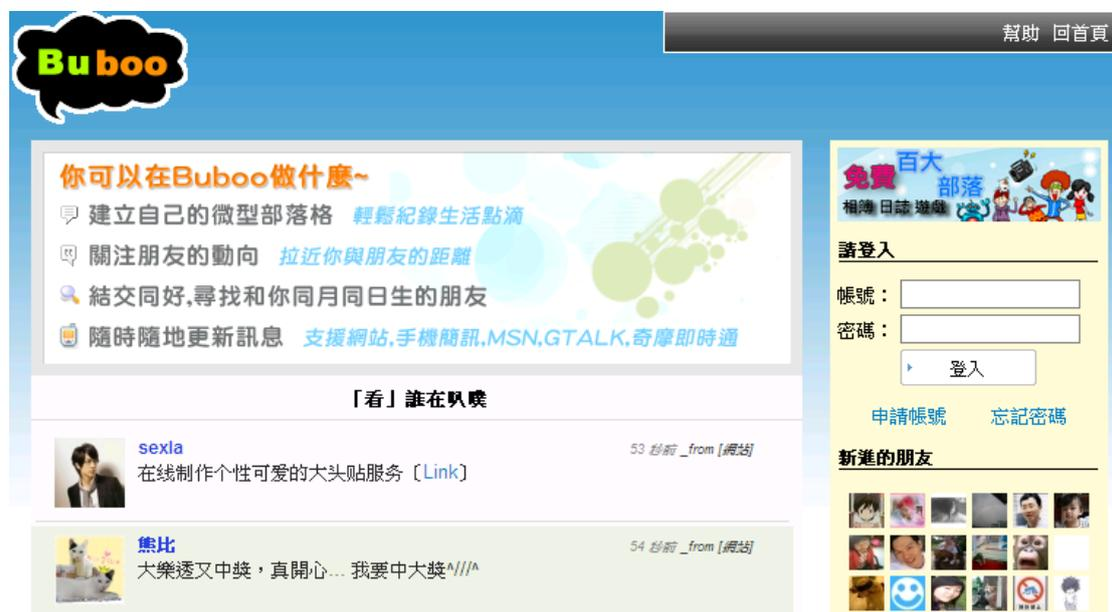 Buboo
幫助 回首頁
你可以在Buboo做什麼~
建立自己的微型部落格 輕鬆紀錄生活點滴
關注朋友的動向 拉近你與朋友的距離
結交同好,尋找和你同月同日生的朋友
隨時隨地更新訊息 支援網站,手機簡訊,MSN,GTALK,奇摩即時通
「看」誰在叭噗
sexla
53 秒前 _from [網站]
在线制作个性可爱的大头贴服务〔Link〕
熊比
54 秒前 _from [網站]
大樂透又中獎，真開心... 我要中大獎^///^
免費百大
部落
相簿 日誌 遊戲
請登入
帳號：
密碼：
登入
申請帳號 忘記密碼
新進的朋友